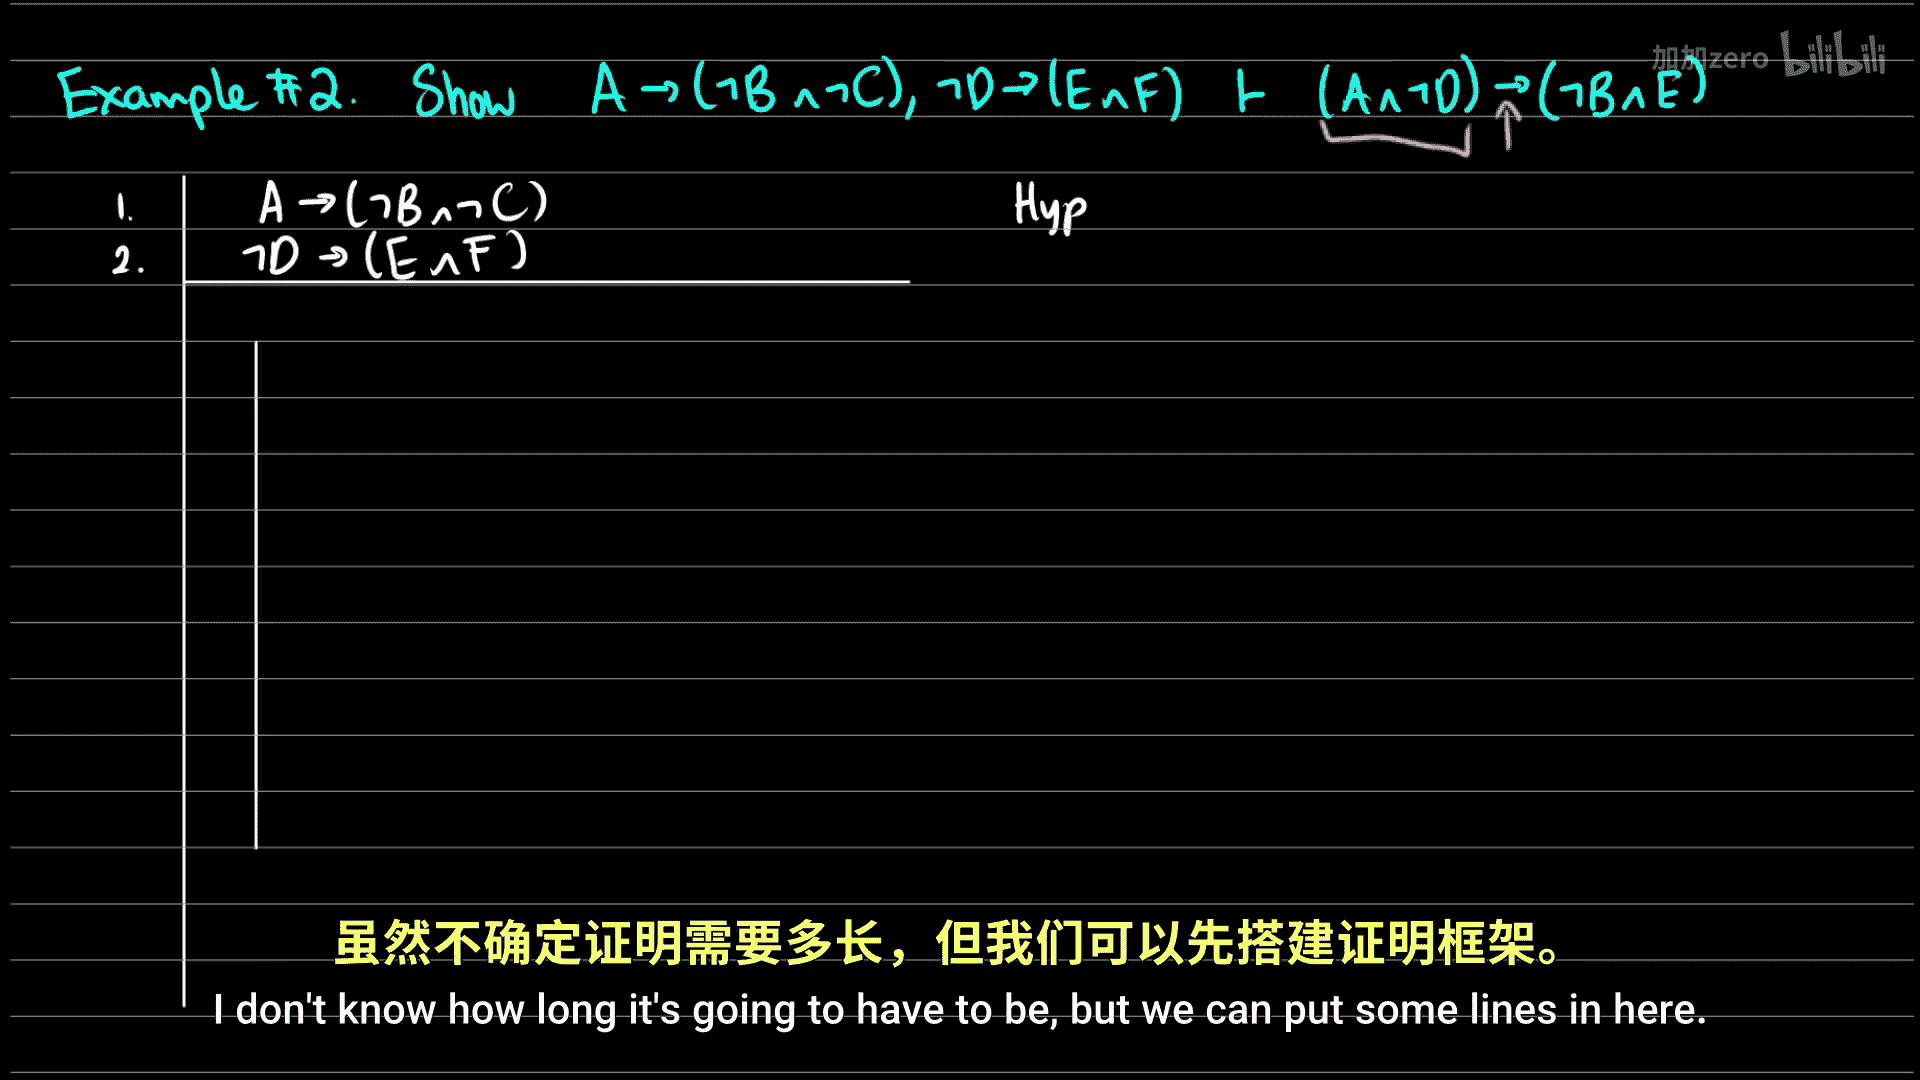 加加zero bilibili
Example #2. Show A → (¬B ∧ ¬C), ¬D → (E ∧ F) ⊢ (A ∧ ¬D) → (¬B ∧ E)
1. A → (¬B ∧ ¬C) Hyp
2. ¬D → (E ∧ F)
虽然不确定证明需要多长，但我们可以先搭建证明框架。
I don't know how long it's going to have to be, but we can put some lines in here.